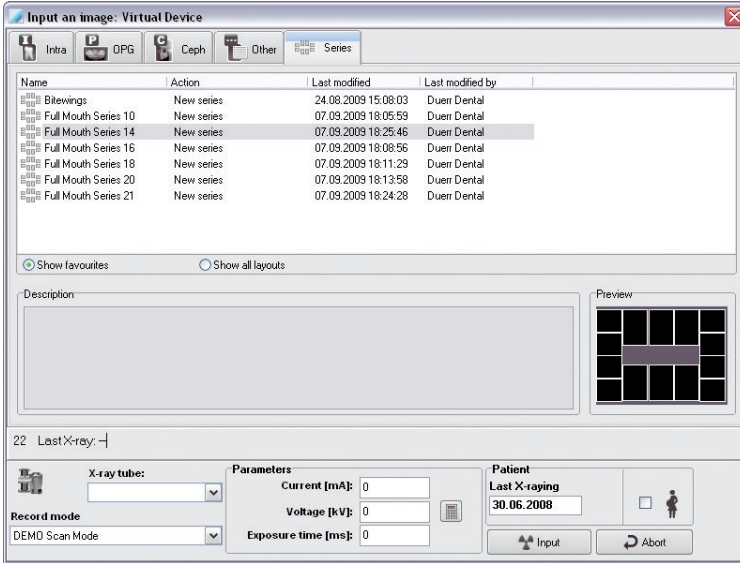 Input an image: Virtual Device
I Intra P OPG C Ceph Other Series
Name Action Last modified Last modified by
Bitewings New series 24.08.2009 15:08:03 Duerr Dental
Full Mouth Series 10 New series 07.09.2009 18:05:59 Duerr Dental
Full Mouth Series 14 New series 07.09.2009 18:25:46 Duerr Dental
Full Mouth Series 16 New series 07.09.2009 18:08:56 Duerr Dental
Full Mouth Series 18 New series 07.09.2009 18:11:29 Duerr Dental
Full Mouth Series 20 New series 07.09.2009 18:13:58 Duerr Dental
Full Mouth Series 21 New series 07.09.2009 18:24:28 Duerr Dental
Show favourites Show all layouts
Description Preview
22 Last X-ray: -
X-ray tube:
Record mode
DEMO Scan Mode
Parameters
Current [mA]: 0
Voltage [kV]: 0
Exposure time [ms]: 0
Patient
Last X-raying
30.06.2008
Input Abort